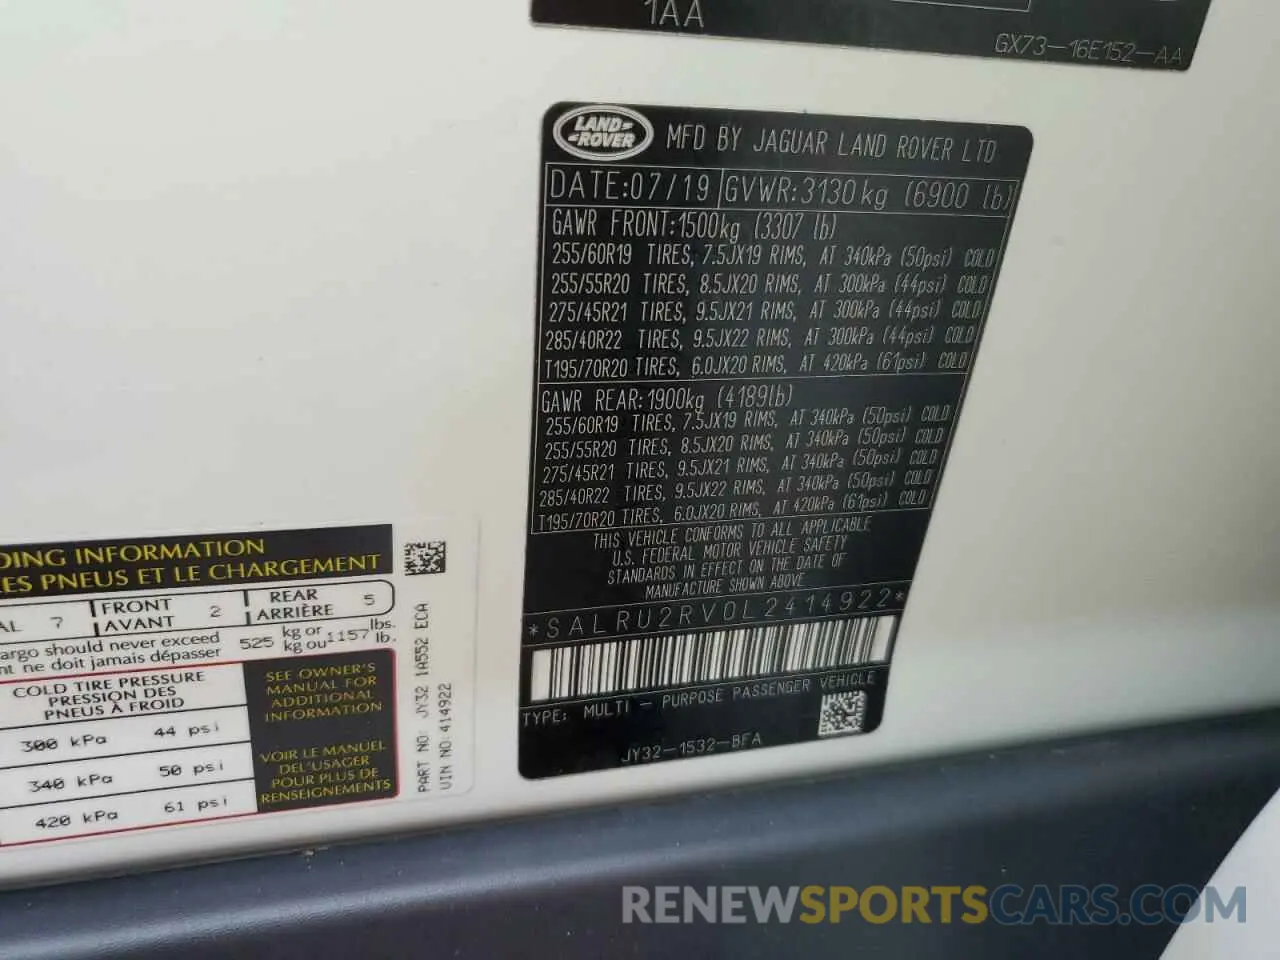 1AA
GX73-16E152-AA
LAND ROVER
MFD BY JAGUAR LAND ROVER LTD
DATE:07/19 GVWR:3130kg (6900 lb)
GAWR FRONT:1500kg (3307 lb)
255/60R19 TIRES, 7.5JX19 RIMS, AT 340kPa (50psi) COLD
255/55R20 TIRES, 8.5JX20 RIMS, AT 300kPa (44psi) COLD
275/45R21 TIRES, 9.5JX21 RIMS, AT 300kPa (44psi) COLD
285/40R22 TIRES, 9.5JX22 RIMS, AT 300kPa (44psi) COLD
T195/70R20 TIRES, 6.0JX20 RIMS, AT 420kPa (61psi) COLD
GAWR REAR:1900kg (4189lb)
255/60R19 TIRES, 7.5JX19 RIMS, AT 340kPa (50psi) COLD
255/55R20 TIRES, 8.5JX20 RIMS, AT 340kPa (50psi) COLD
275/45R21 TIRES, 9.5JX21 RIMS, AT 340kPa (50psi) COLD
285/40R22 TIRES, 9.5JX22 RIMS, AT 340kPa (50psi) COLD
T195/70R20 TIRES, 6.0JX20 RIMS, AT 420kPa (61psi) COLD
THIS VEHICLE CONFORMS TO ALL APPLICABLE
U.S. FEDERAL MOTOR VEHICLE SAFETY
STANDARDS IN EFFECT ON THE DATE OF
MANUFACTURE SHOWN ABOVE
*SALRU2RV0L2414922*
TYPE: MULTI - PURPOSE PASSENGER VEHICLE
JY32-1532-BFA
DING INFORMATION
LES PNEUS ET LE CHARGEMENT
AL 7 FRONT AVANT 2 REAR ARRIÈRE 5
argo should never exceed
nt ne doit jamais dépasser
525 kg or kg ou 1157 lbs. lb.
COLD TIRE PRESSURE
PRESSION DES
PNEUS À FROID
300 kPa 44 psi
340 kPa 50 psi
420 kPa 61 psi
SEE OWNER'S
MANUAL FOR
ADDITIONAL
INFORMATION
VOIR LE MANUEL
DEL'USAGER
POUR PLUS DE
RENSEIGNEMENTS
PART NO: JY32 1A552 ECA
VIN NO:414922
RENEWSPORTSCARS.COM